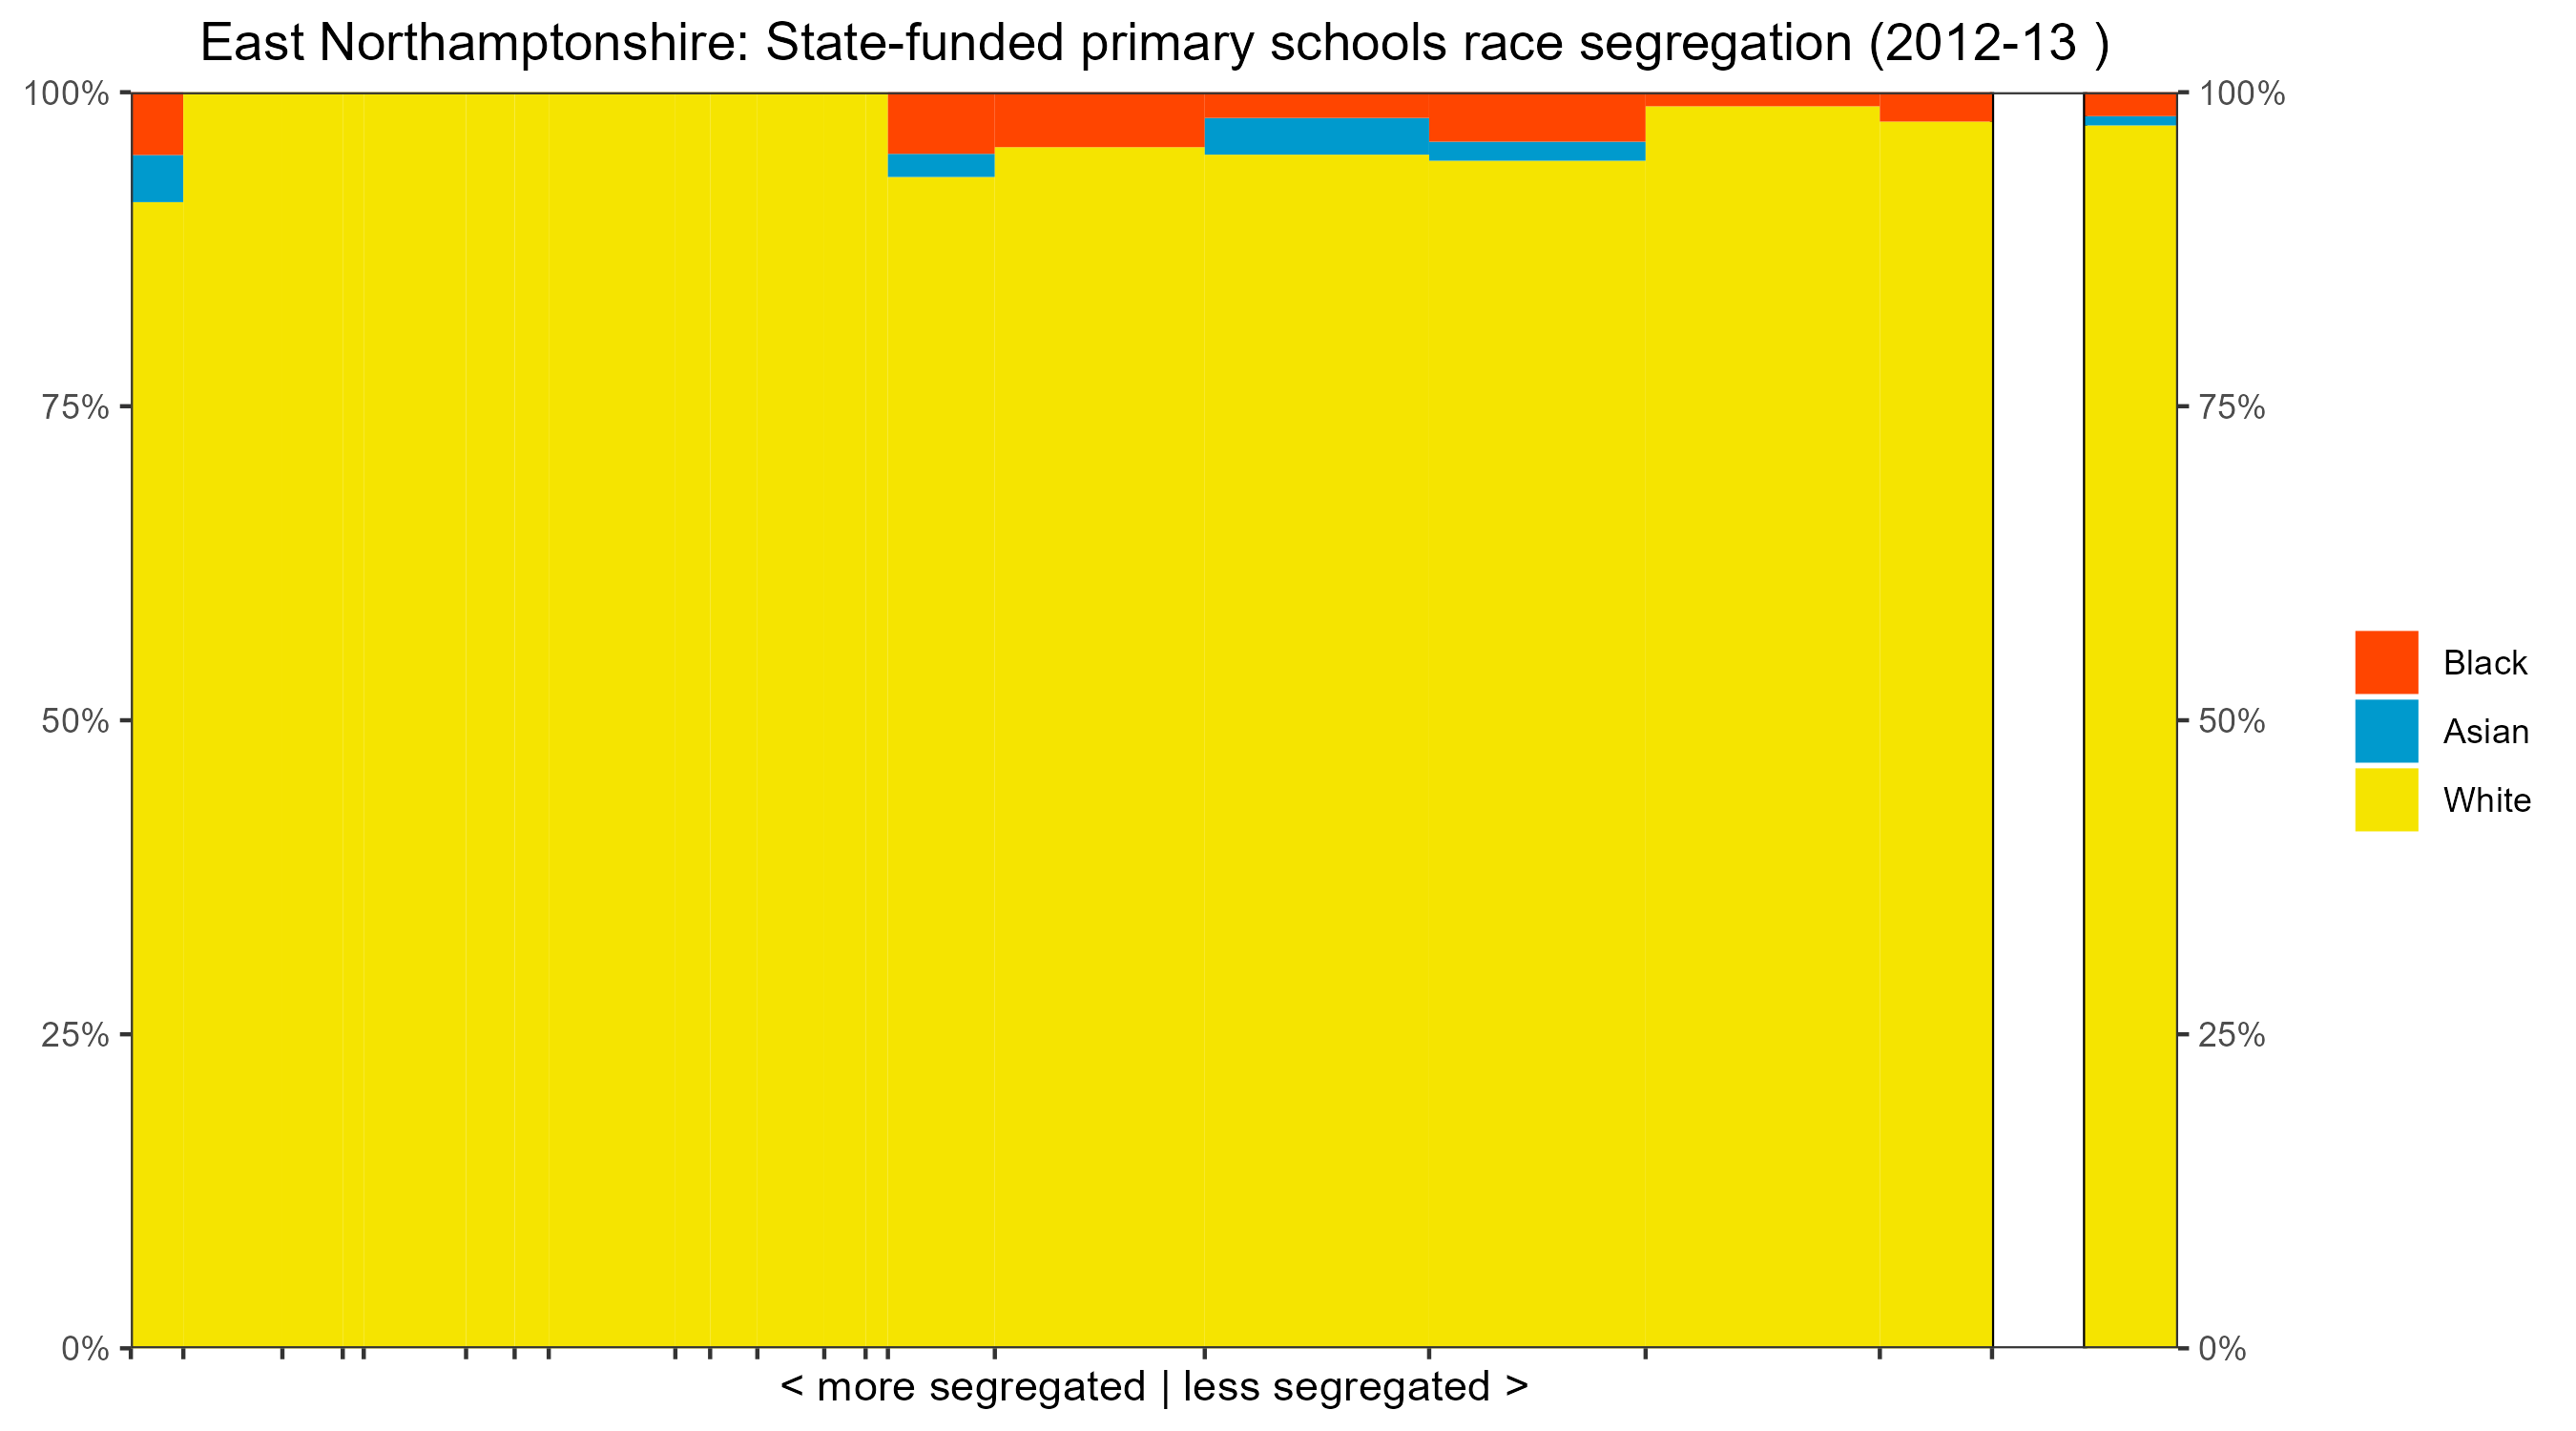 East Northamptonshire: State-funded primary schools race segregation (2012-13 )
100%
75%
50%
25%
0%
100%
75%
50%
25%
0%
Black
Asian
White
< more segregated | less segregated >